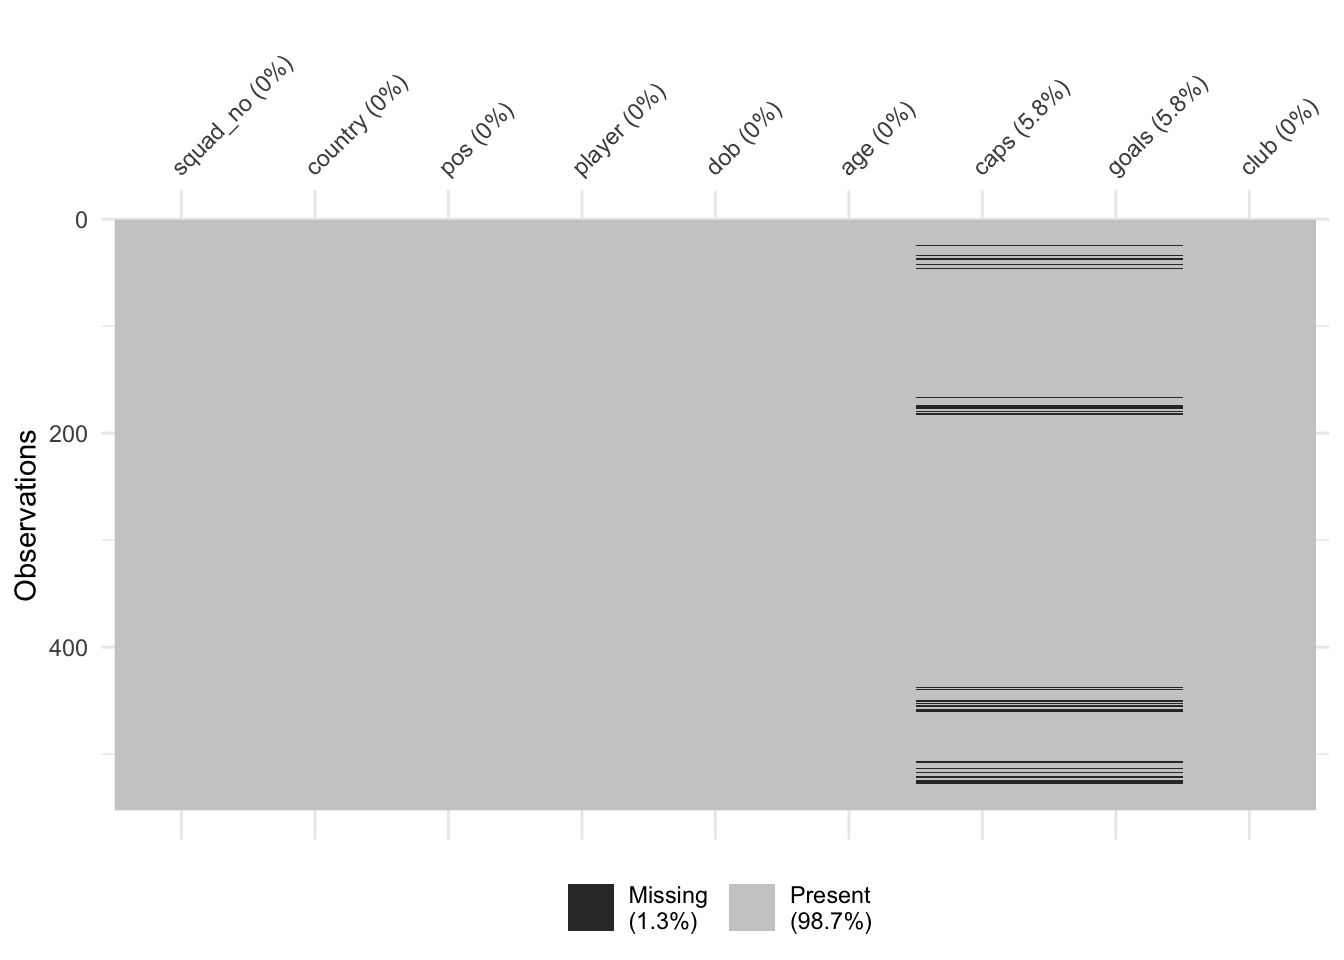 squad_no (0%)
country (0%)
pos (0%)
player (0%)
dob (0%)
age (0%)
caps (5.8%)
goals (5.8%)
club (0%)
0
200
400
Observations
Missing
(1.3%)
Present
(98.7%)